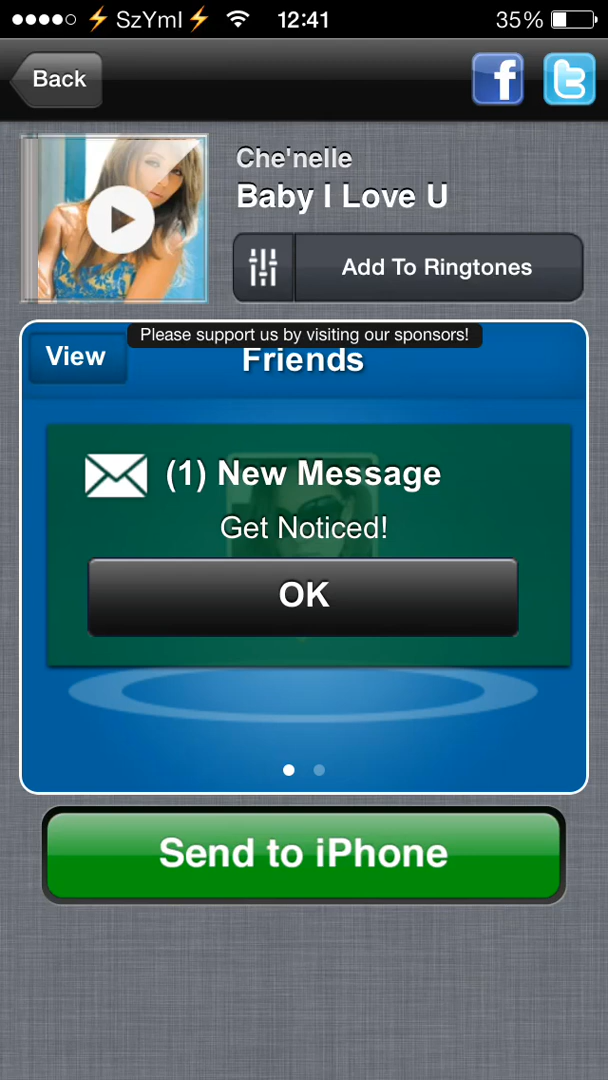 SzYmI 12:41 35%
Back
Che'nelle
Baby I Love U
Add To Ringtones
Please support us by visiting our sponsors!
View Friends
(1) New Message
Get Noticed!
OK
Send to iPhone